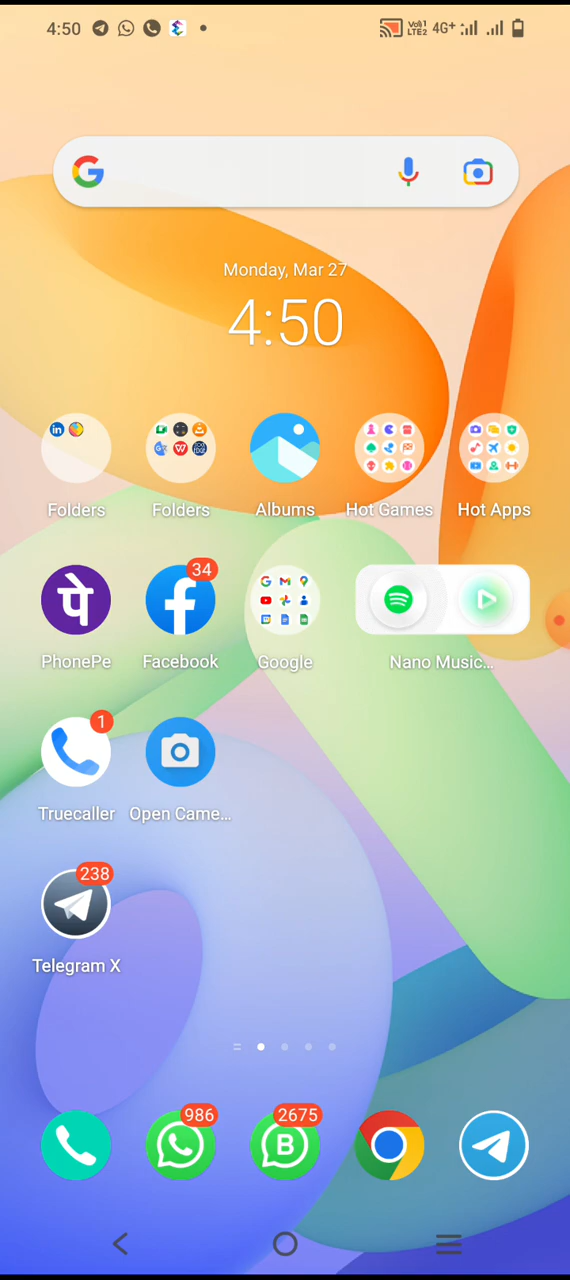 4:50
VoI1 LTE2 4G+
Monday, Mar 27
4:50
Folders Folders Albums Hot Games Hot Apps
34
PhonePe Facebook Google Nano Music...
1
Truecaller Open Came...
238
Telegram X
986 2675
B